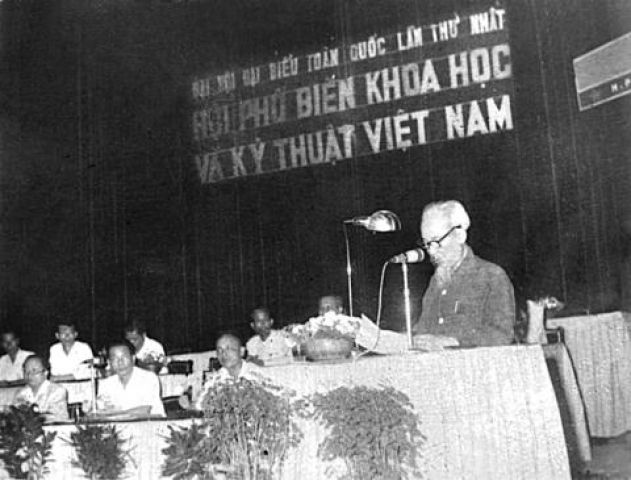 ĐẠI HỘI ĐẠI BIỂU TOÀN QUỐC LẦN THỨ NHẤT
HỘI PHỔ BIẾN KHOA HỌC
VÀ KỸ THUẬT VIỆT NAM